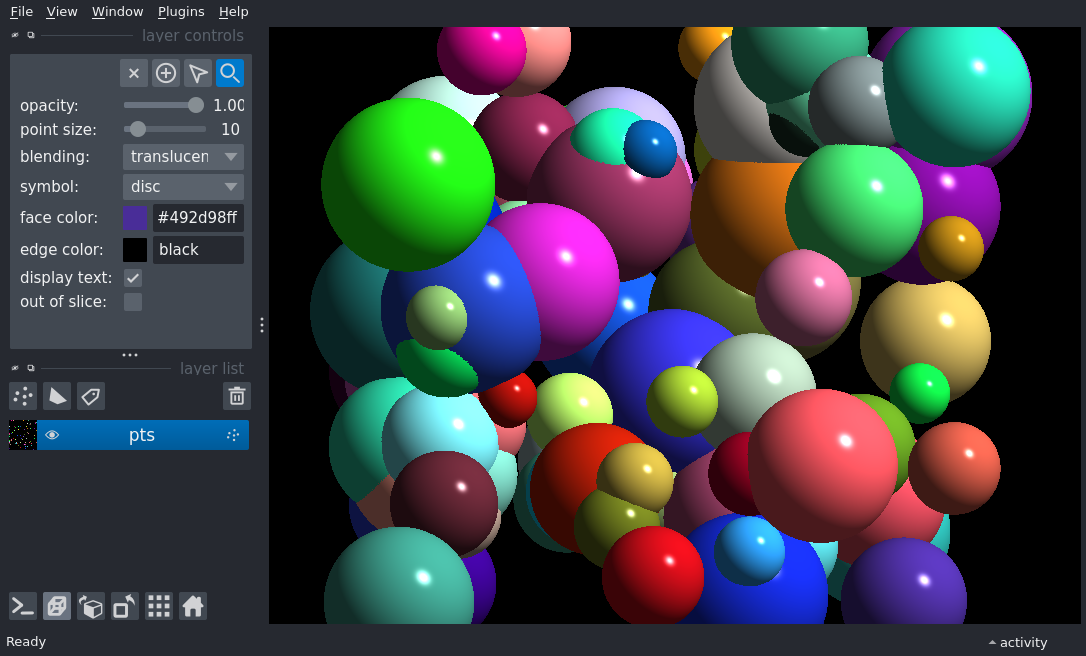 File View Window Plugins Help
layer controls
opacity: 1.00
point size: 10
blending: translucen
symbol: disc
face color: #492d98ff
edge color: black
display text:
out of slice:
layer list
pts
Ready
activity